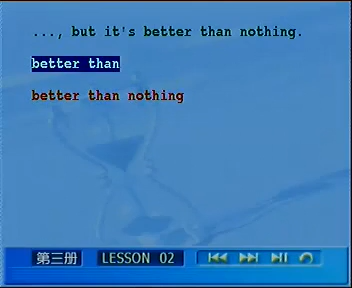 ..., but it's better than nothing.
better than
better than nothing
第三册 LESSON 02